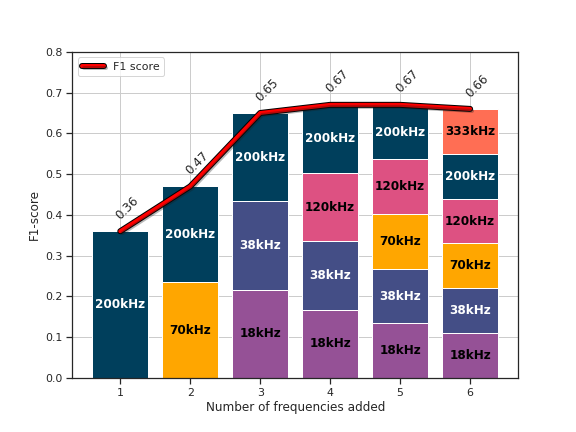 F1 score
0.36
0.47
0.65
0.67
0.67
0.66
F1-score
0.8
0.7
0.6
0.5
0.4
0.3
0.2
0.1
0.0
200kHz
200kHz
70kHz
200kHz
38kHz
18kHz
200kHz
120kHz
38kHz
18kHz
200kHz
120kHz
70kHz
38kHz
18kHz
333kHz
200kHz
120kHz
70kHz
38kHz
18kHz
1 2 3 4 5 6
Number of frequencies added